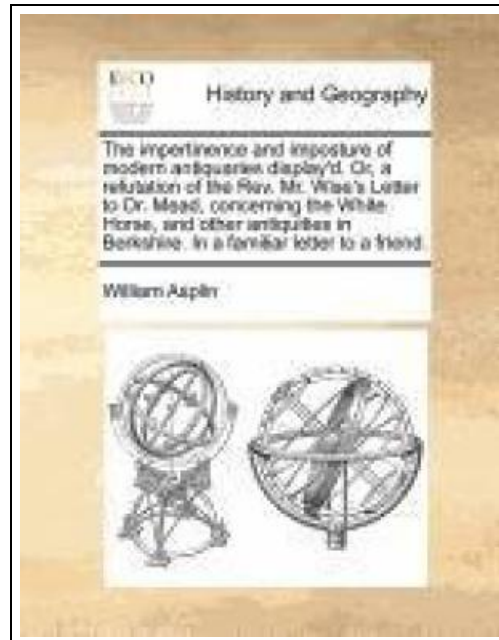 ECCO
History and Geography
The impertinence and imposture of
modern antiquaries display'd. Or, a
refutation of the Rev. Mr. Wise's Letter
to Dr. Mead, concerning the White
Horse, and other antiquities in
Berkshire. In a familiar letter to a friend.
William Asplin